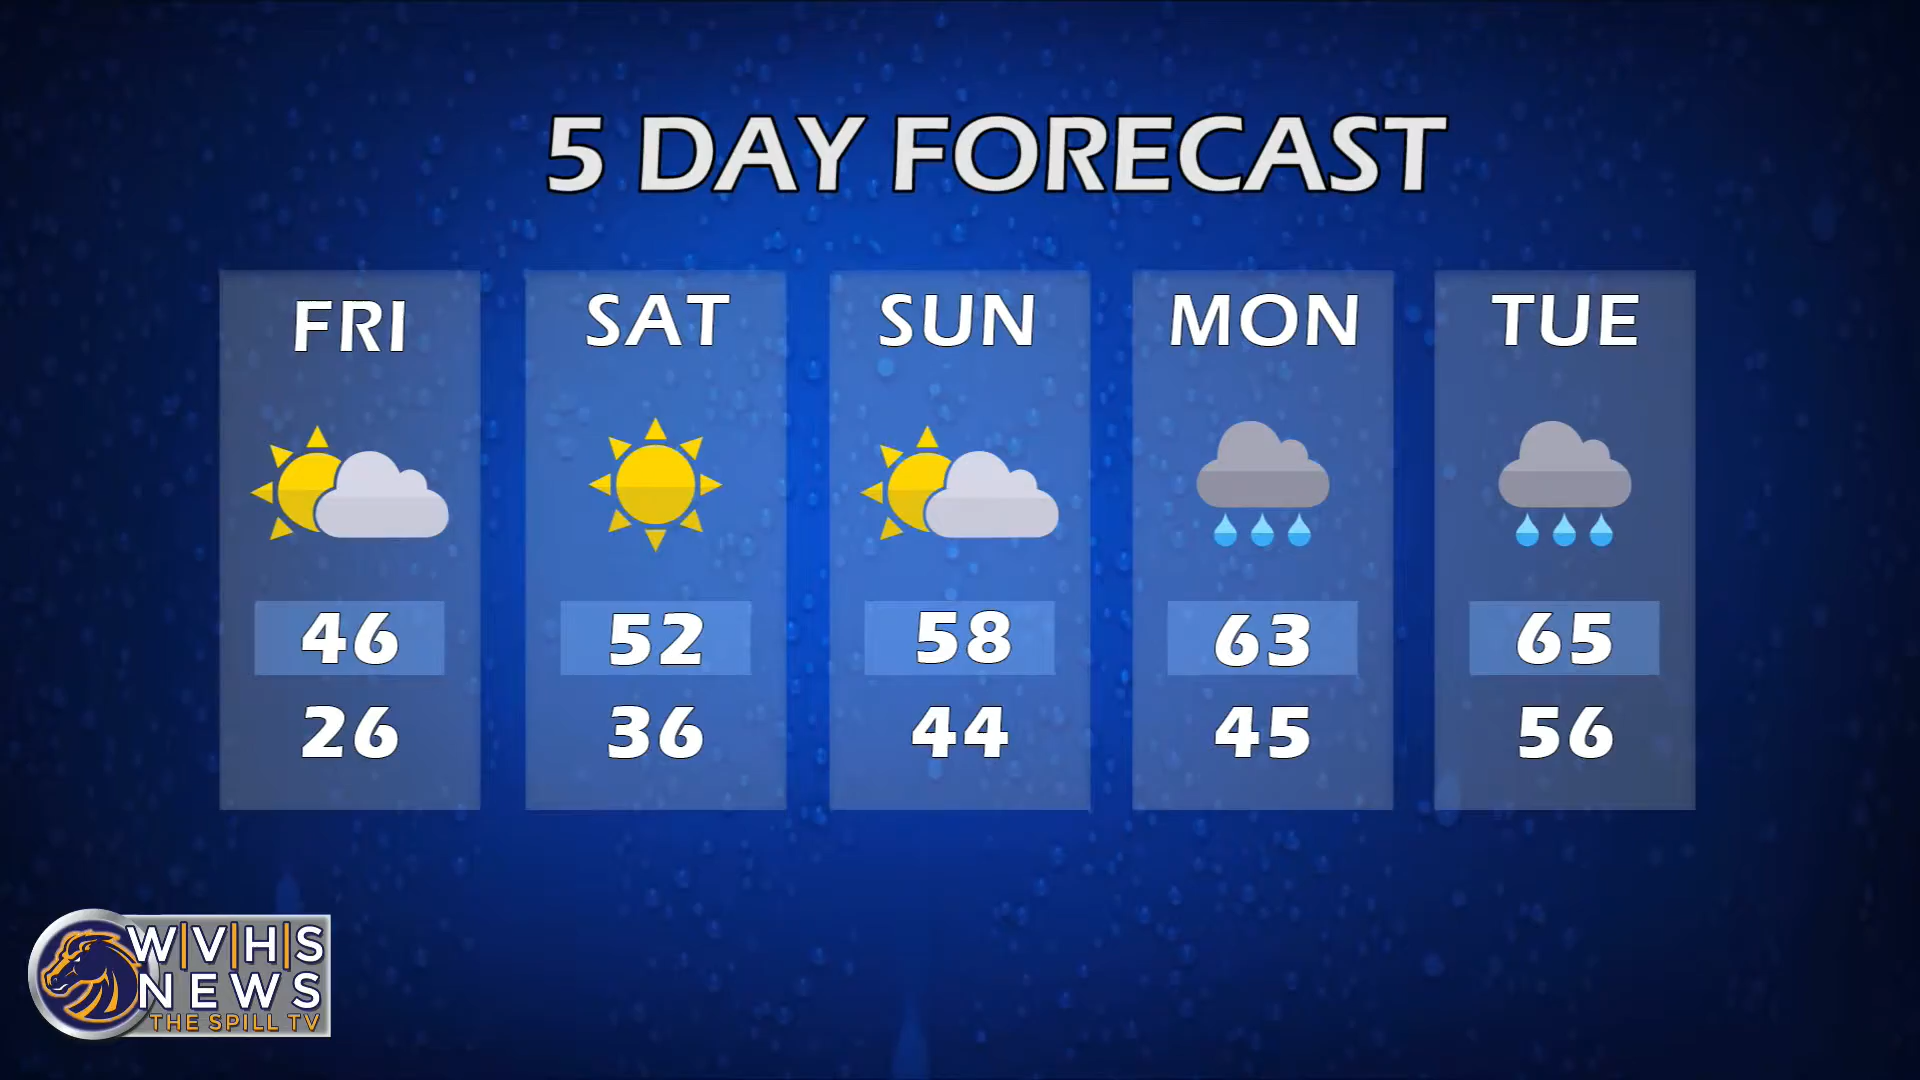 5 DAY FORECAST
FRI SAT SUN MON TUE
46 52 58 63 65
26 36 44 45 56
W|V|H|S
NEWS
THE SPILL TV